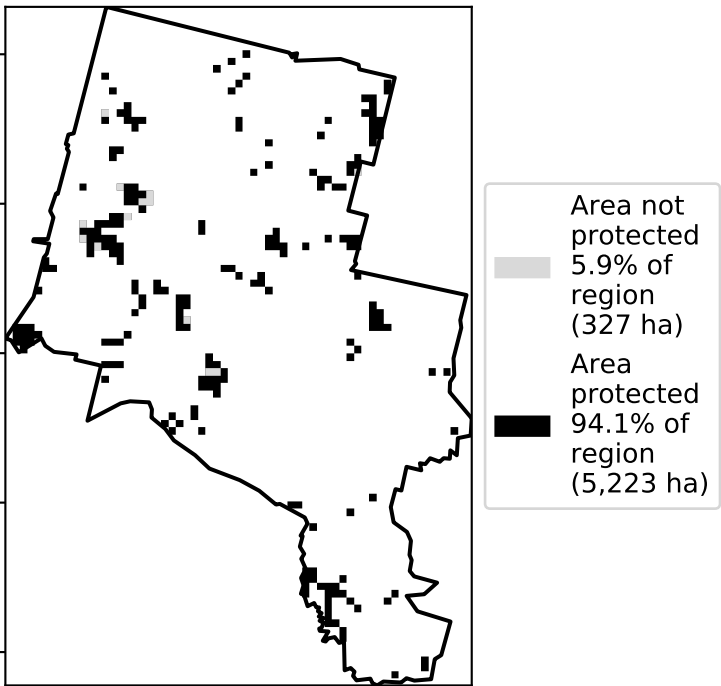 Area not
protected
5.9% of
region
(327 ha)
Area
protected
94.1% of
region
(5,223 ha)